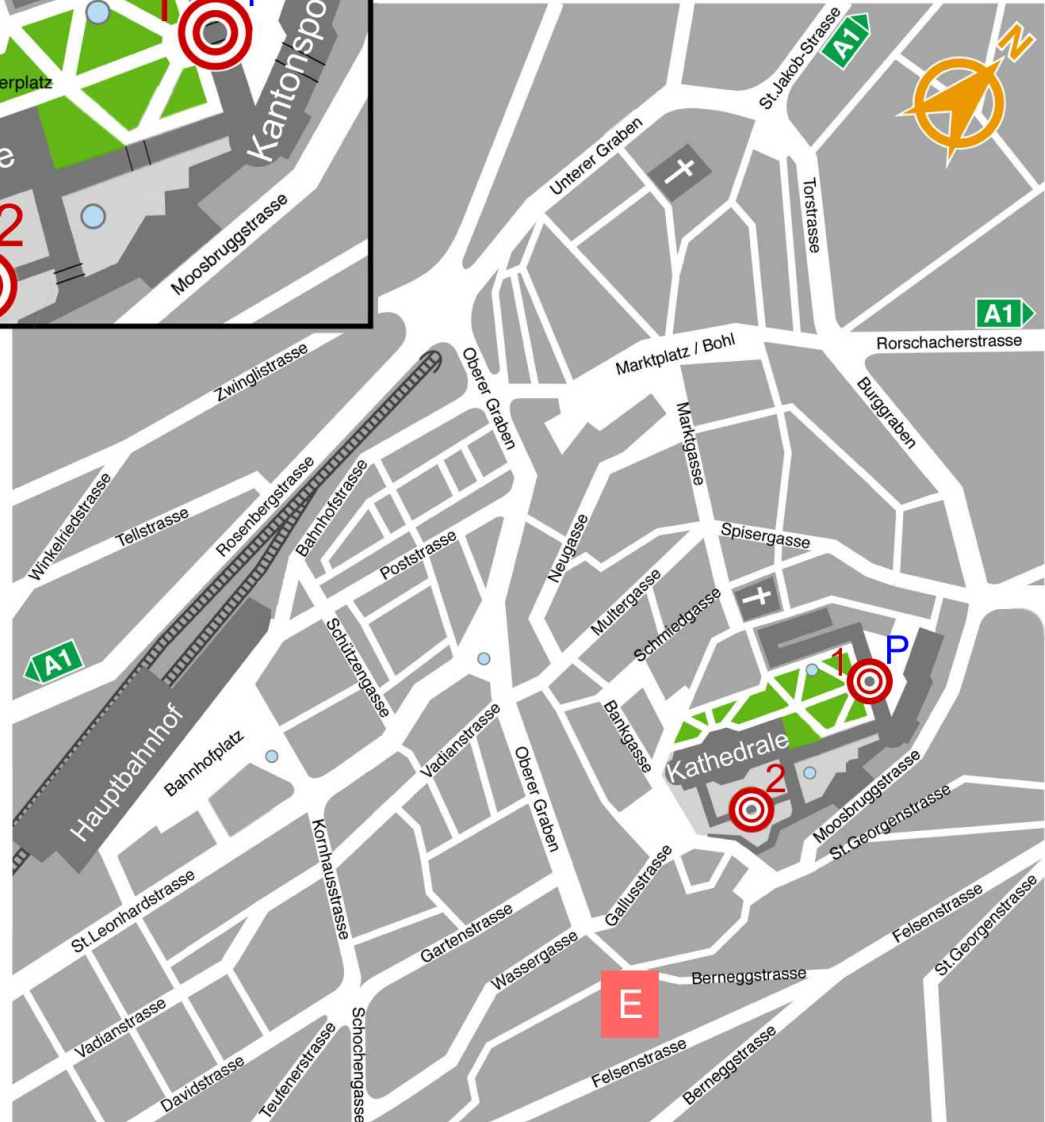 1
Kantonspo
erplatz
e
2
Moosbruggstrasse
St.Jakob-Strasse
A1
N
Unterer Graben
Torstrasse
A1
Rorschacherstrasse
Zwinglistrasse
Oberer Graben
Marktplatz / Bohl
Burggraben
Marktgasse
Winkelriedstrasse
Tellstrasse
Rosenbergstrasse
Bahnhofstrasse
Poststrasse
Neugasse
Spisergasse
Multergasse
Schmiedgasse
A1
Schützengasse
1
P
Bankgasse
Kathedrale
2
Hauptbahnhof
Bahnhofplatz
Vadianstrasse
Oberer Graben
Moosbruggstrasse
St.Georgenstrasse
Kornhausstrasse
Gallusstrasse
St.Leonhardstrasse
Gartenstrasse
Wassergasse
Felsenstrasse
St.Georgenstrasse
Berneggstrasse
E
Vadianstrasse
Davidstrasse
Teufenerstrasse
Schochengasse
Felsenstrasse
Berneggstrasse